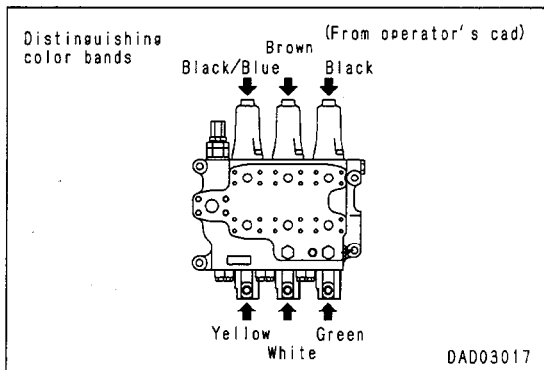 Distinguishing
color bands
(From operator's cad)
Brown
Black/Blue
Black
Yellow
White
Green
DAD03017